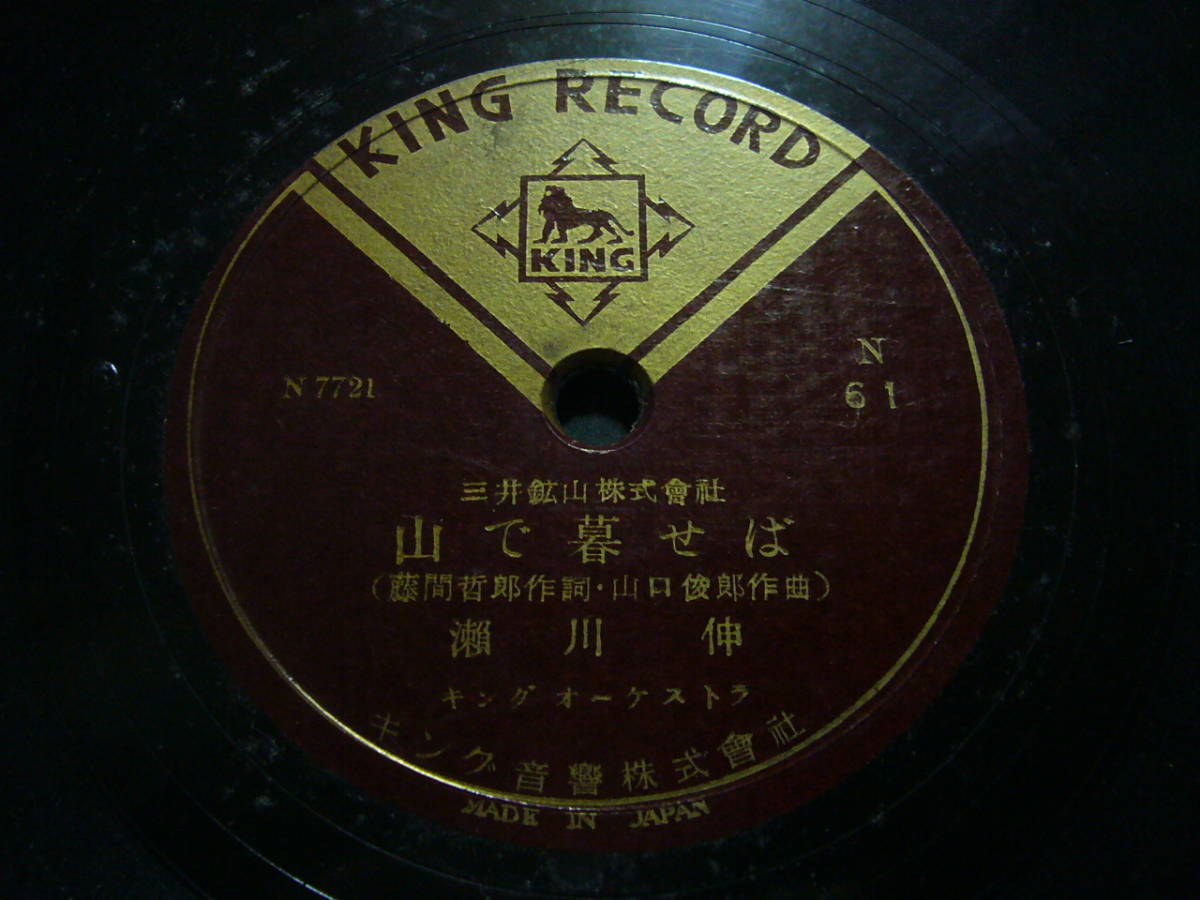 KING RECORD
KING
N 7721
N
61
三井鉱山株式會社
山で暮せば
(藤間哲郎作詞・山口俊郎作曲)
瀬川伸
キングオーケストラ
キング音響株式會社
MADE IN JAPAN